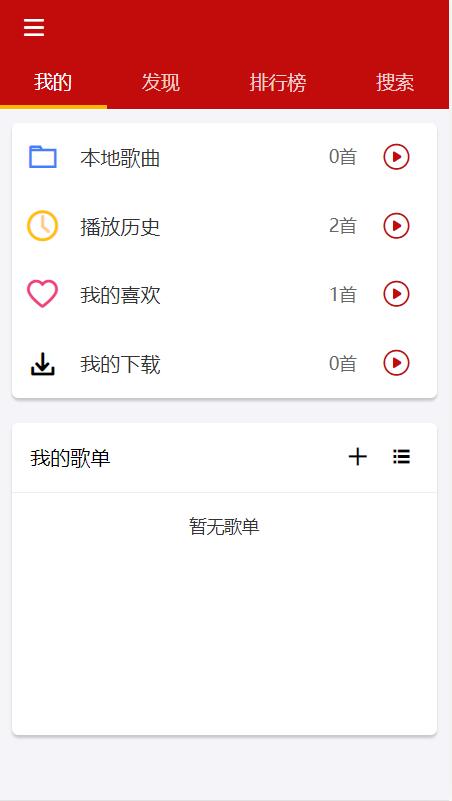 我的 发现 排行榜 搜索
本地歌曲 0首
播放历史 2首
我的喜欢 1首
我的下载 0首
我的歌单
暂无歌单